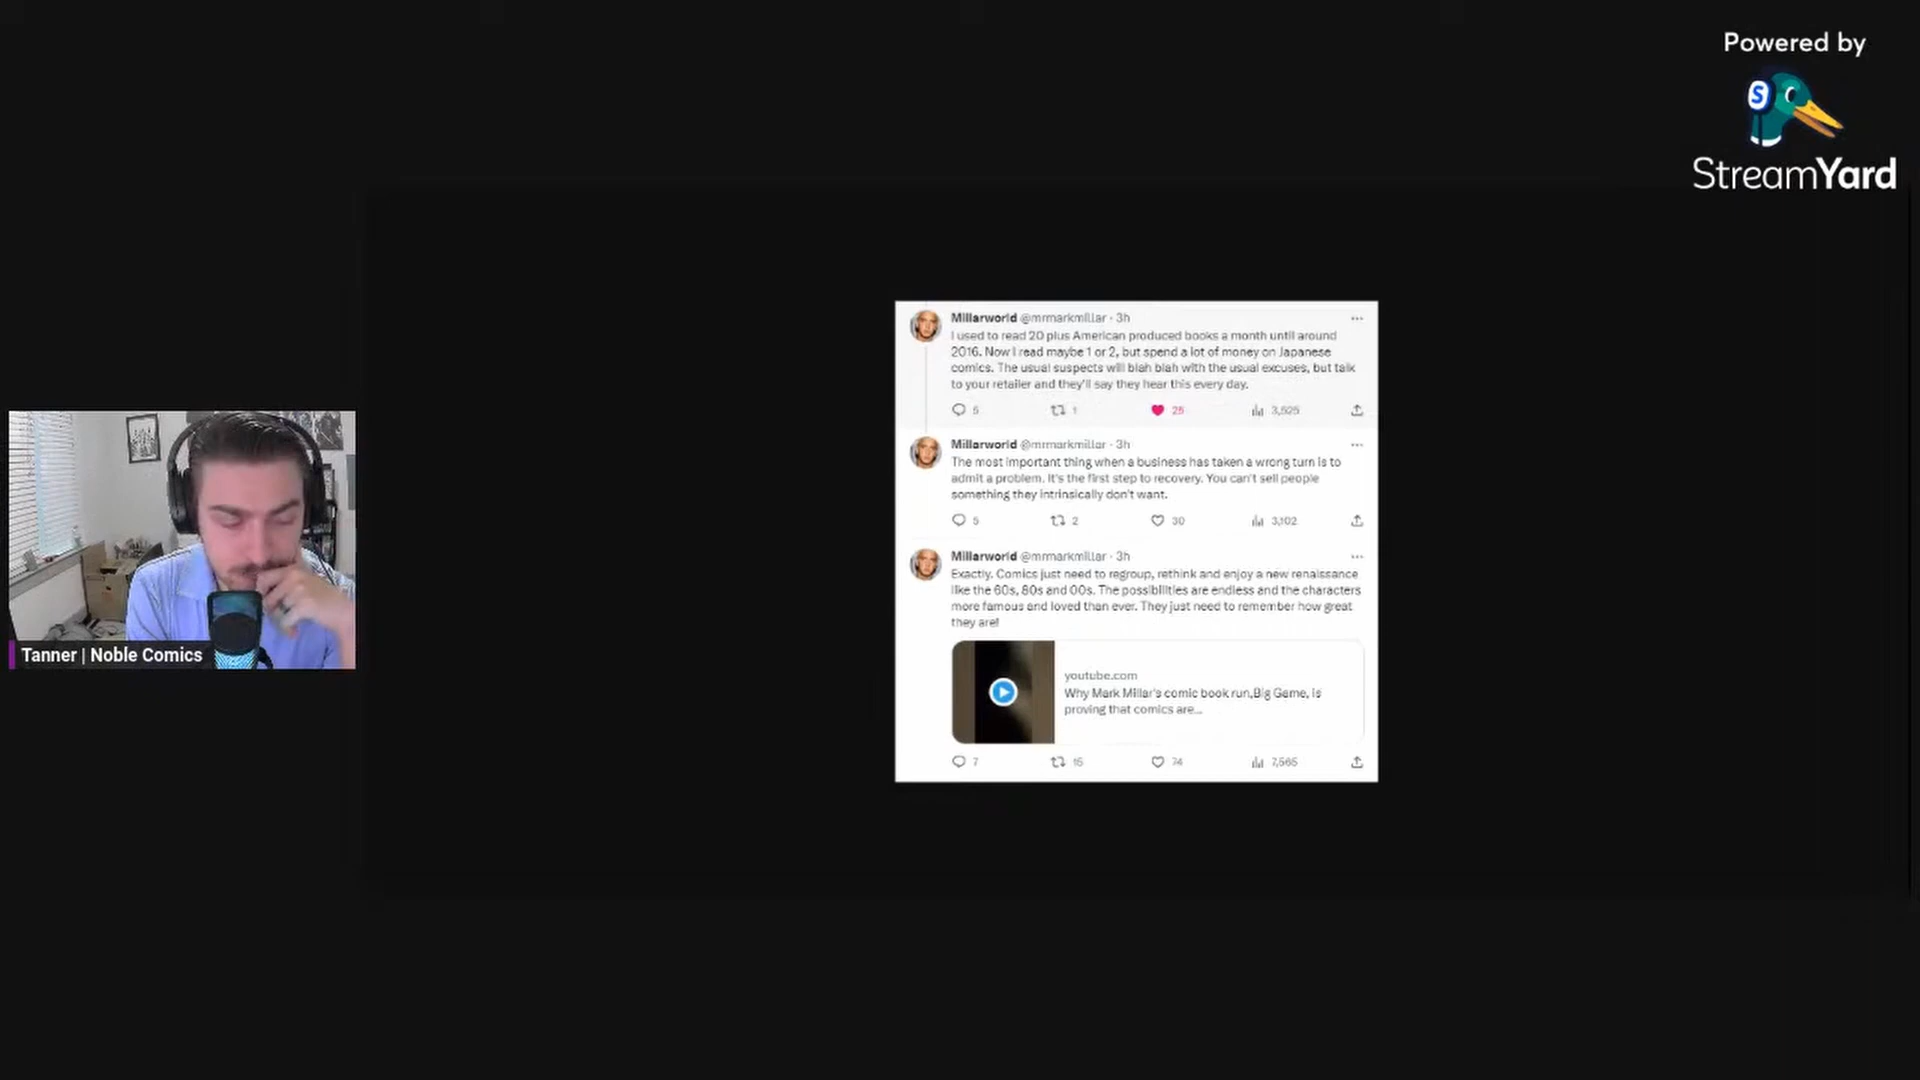 Powered by
StreamYard
Millarworld @mrmarkmillar · 3h
I used to read 20 plus American produced books a month until around
2016. Now I read maybe 1 or 2, but spend a lot of money on Japanese
comics. The usual suspects will blah blah with the usual excuses, but talk
to your retailer and they'll say they hear this every day.
5 1 25 3,525
Millarworld @mrmarkmillar · 3h
The most important thing when a business has taken a wrong turn is to
admit a problem. It's the first step to recovery. You can't sell people
something they intrinsically don't want.
5 2 30 3,102
Millarworld @mrmarkmillar · 3h
Exactly. Comics just need to regroup, rethink and enjoy a new renaissance
like the 60s, 80s and 00s. The possibilities are endless and the characters
more famous and loved than ever. They just need to remember how great
they are!
youtube.com
Why Mark Millar's comic book run,Big Game, is
proving that comics are...
7 15 74 7,565
Tanner | Noble Comics